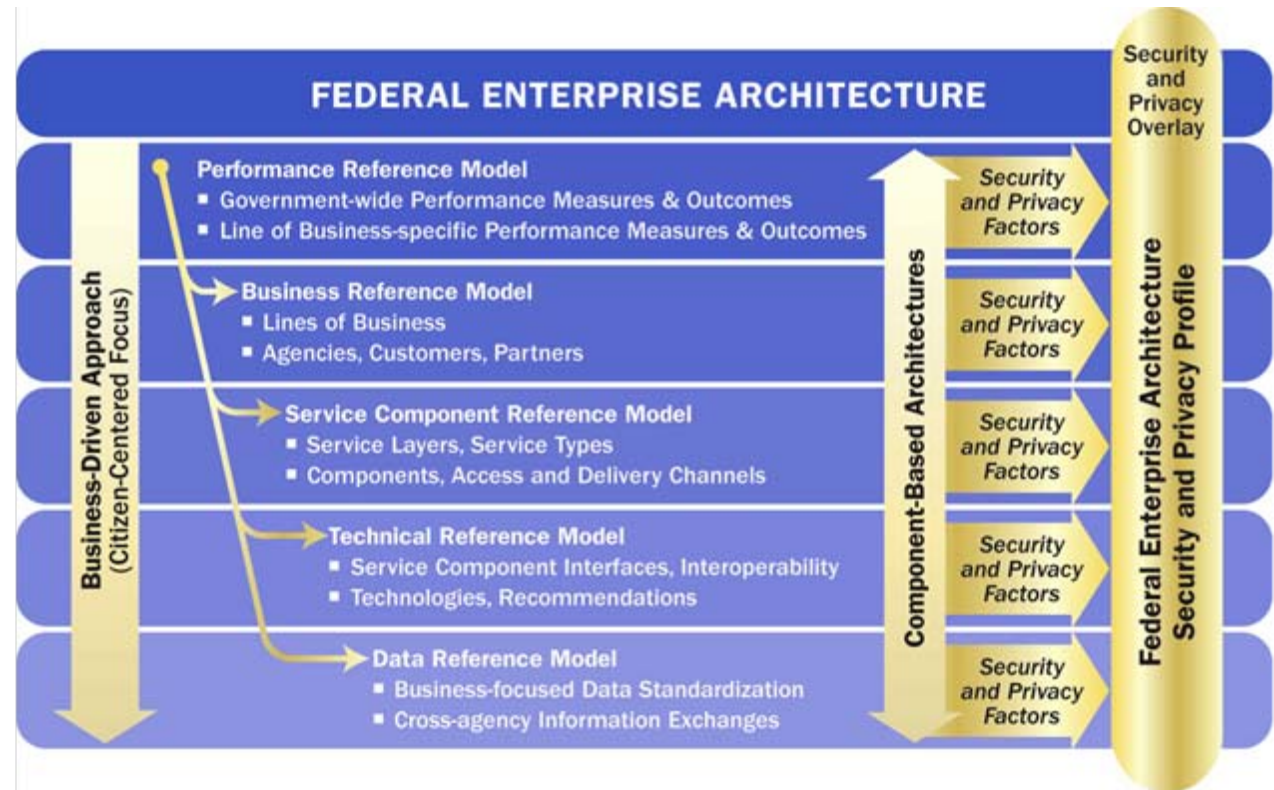 FEDERAL ENTERPRISE ARCHITECTURE
Security
and
Privacy
Overlay
Business-Driven Approach
(Citizen-Centered Focus)
Performance Reference Model
▪ Government-wide Performance Measures & Outcomes
▪ Line of Business-specific Performance Measures & Outcomes
Business Reference Model
▪ Lines of Business
▪ Agencies, Customers, Partners
Service Component Reference Model
▪ Service Layers, Service Types
▪ Components, Access and Delivery Channels
Technical Reference Model
▪ Service Component Interfaces, Interoperability
▪ Technologies, Recommendations
Data Reference Model
▪ Business-focused Data Standardization
▪ Cross-agency Information Exchanges
Component-Based Architectures
Security
and Privacy
Factors
Security
and Privacy
Factors
Security
and Privacy
Factors
Security
and Privacy
Factors
Security
and Privacy
Factors
Federal Enterprise Architecture
Security and Privacy Profile